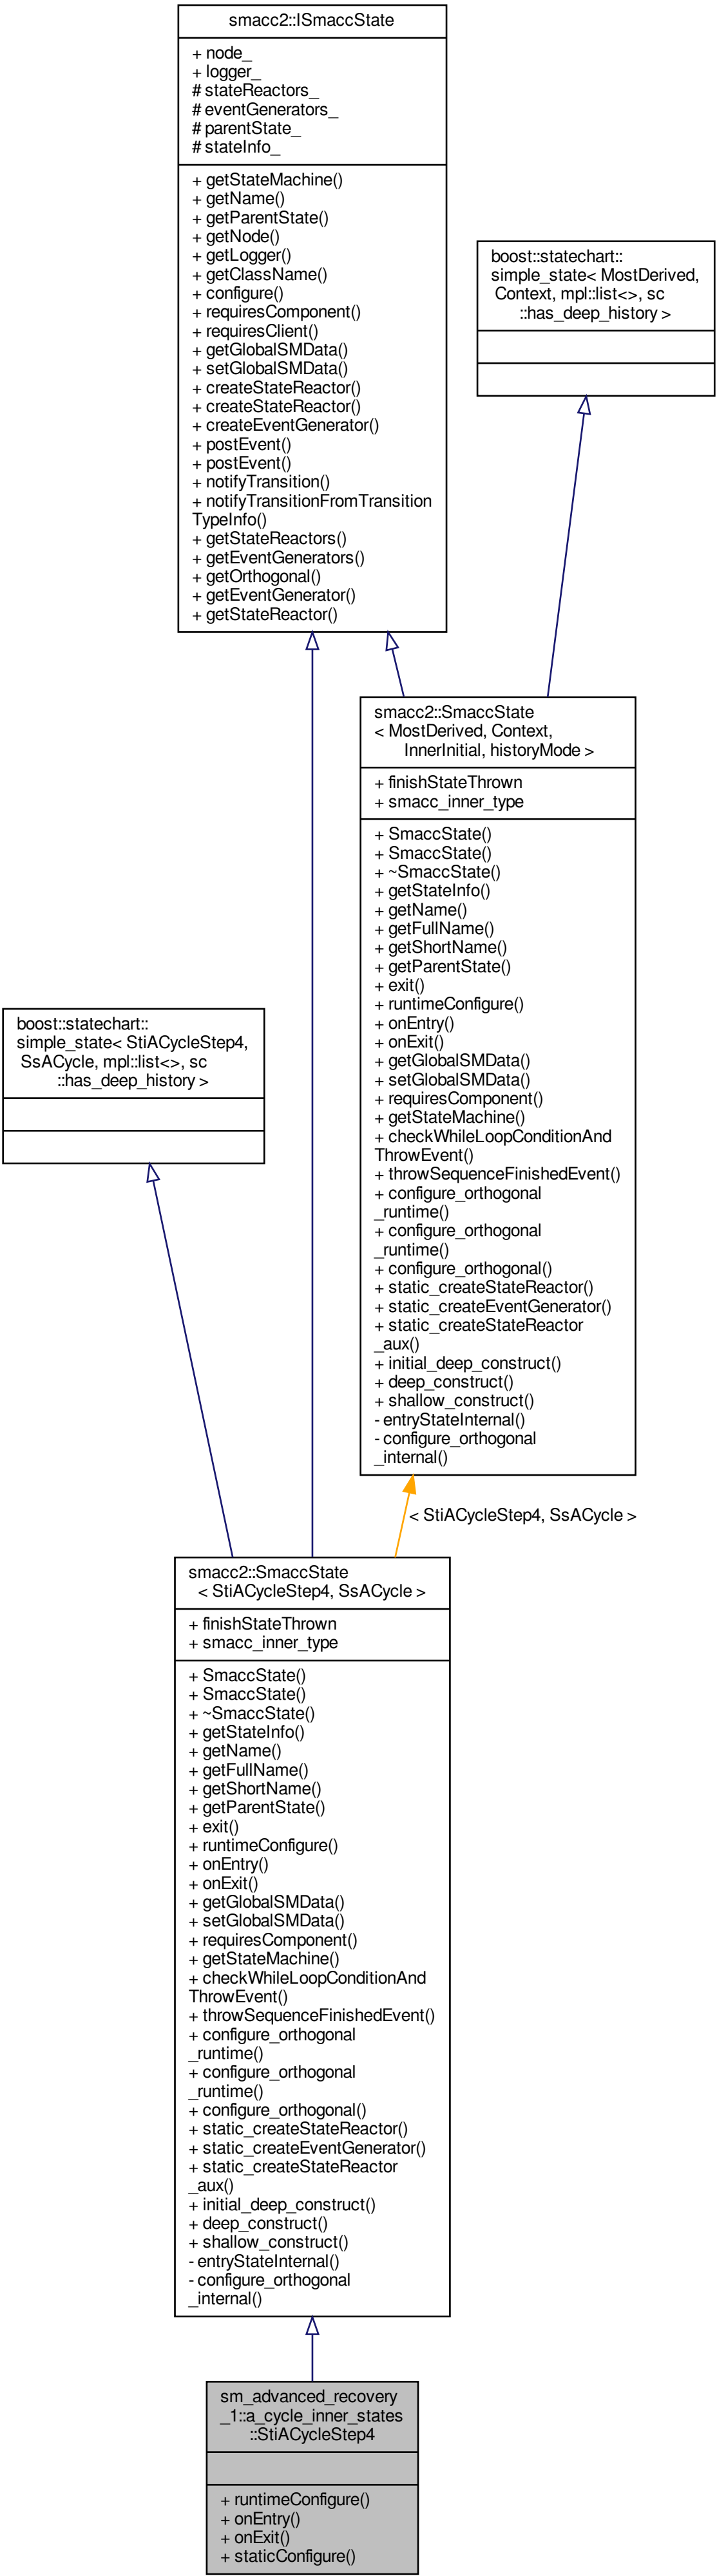 smacc2::ISmaccState
+ node_
+ logger_
# stateReactors_
# eventGenerators_
# parentState_
# stateInfo_
+ getStateMachine()
+ getName()
+ getParentState()
+ getNode()
+ getLogger()
+ getClassName()
+ configure()
+ requiresComponent()
+ requiresClient()
+ getGlobalSMData()
+ setGlobalSMData()
+ createStateReactor()
+ createStateReactor()
+ createEventGenerator()
+ postEvent()
+ postEvent()
+ notifyTransition()
+ notifyTransitionFromTransition
TypeInfo()
+ getStateReactors()
+ getEventGenerators()
+ getOrthogonal()
+ getEventGenerator()
+ getStateReactor()
boost::statechart::
simple_state< MostDerived,
Context, mpl::list<>, sc
::has_deep_history >
smacc2::SmaccState
< MostDerived, Context,
InnerInitial, historyMode >
+ finishStateThrown
+ smacc_inner_type
+ SmaccState()
+ SmaccState()
+ ~SmaccState()
+ getStateInfo()
+ getName()
+ getFullName()
+ getShortName()
+ getParentState()
+ exit()
+ runtimeConfigure()
+ onEntry()
+ onExit()
+ getGlobalSMData()
+ setGlobalSMData()
+ requiresComponent()
+ getStateMachine()
+ checkWhileLoopConditionAnd
ThrowEvent()
+ throwSequenceFinishedEvent()
+ configure_orthogonal
_runtime()
+ configure_orthogonal
_runtime()
+ configure_orthogonal()
+ static_createStateReactor()
+ static_createEventGenerator()
+ static_createStateReactor
_aux()
+ initial_deep_construct()
+ deep_construct()
+ shallow_construct()
- entryStateInternal()
- configure_orthogonal
_internal()
boost::statechart::
simple_state< StiACycleStep4,
SsACycle, mpl::list<>, sc
::has_deep_history >
< StiACycleStep4, SsACycle >
smacc2::SmaccState
< StiACycleStep4, SsACycle >
+ finishStateThrown
+ smacc_inner_type
+ SmaccState()
+ SmaccState()
+ ~SmaccState()
+ getStateInfo()
+ getName()
+ getFullName()
+ getShortName()
+ getParentState()
+ exit()
+ runtimeConfigure()
+ onEntry()
+ onExit()
+ getGlobalSMData()
+ setGlobalSMData()
+ requiresComponent()
+ getStateMachine()
+ checkWhileLoopConditionAnd
ThrowEvent()
+ throwSequenceFinishedEvent()
+ configure_orthogonal
_runtime()
+ configure_orthogonal
_runtime()
+ configure_orthogonal()
+ static_createStateReactor()
+ static_createEventGenerator()
+ static_createStateReactor
_aux()
+ initial_deep_construct()
+ deep_construct()
+ shallow_construct()
- entryStateInternal()
- configure_orthogonal
_internal()
sm_advanced_recovery
_1::a_cycle_inner_states
::StiACycleStep4
+ runtimeConfigure()
+ onEntry()
+ onExit()
+ staticConfigure()